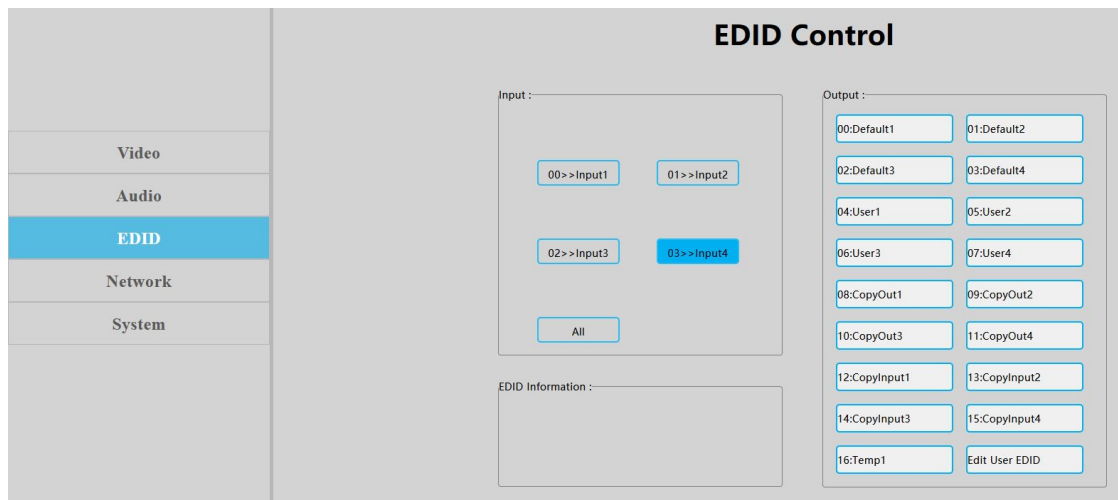 EDID Control
Video
Audio
EDID
Network
System
Input :
00>>Input1
01>>Input2
02>>Input3
03>>Input4
All
EDID Information :
Output :
00:Default1
01:Default2
02:Default3
03:Default4
04:User1
05:User2
06:User3
07:User4
08:CopyOut1
09:CopyOut2
10:CopyOut3
11:CopyOut4
12:CopyInput1
13:CopyInput2
14:CopyInput3
15:CopyInput4
16:Temp1
Edit User EDID